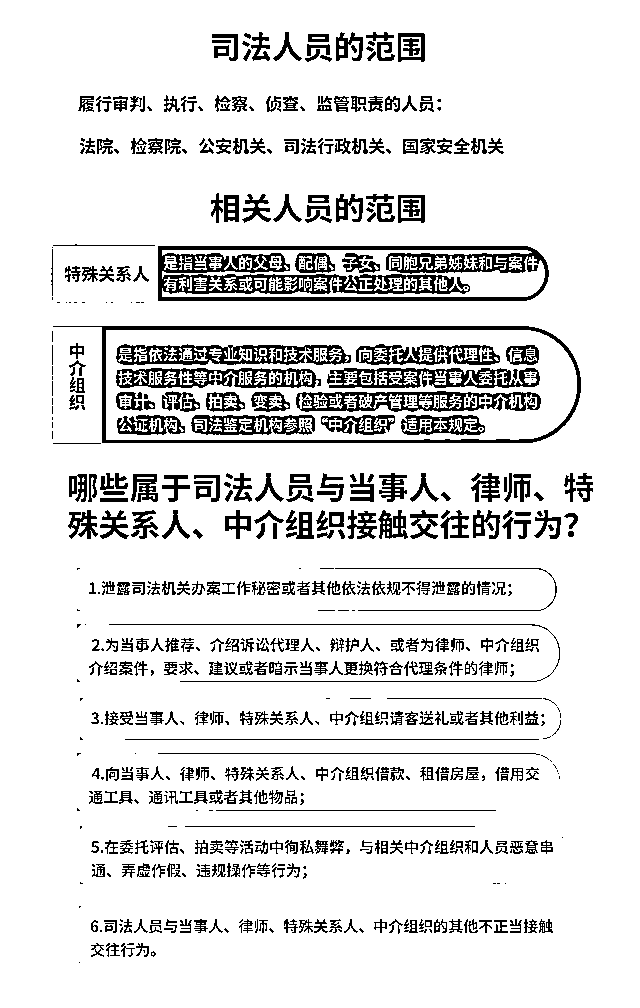 司法人员的范围
履行审判、执行、检察、侦查、监管职责的人员：
法院、检察院、公安机关、司法行政机关、国家安全机关
相关人员的范围
特殊关系人
是指当事人的父母、配偶、子女、同胞兄弟姊妹和与案件
有利害关系或可能影响案件公正处理的其他人。
中介组织
是指依法通过专业知识和技术服务，向委托人提供代理性、信息
技术服务性等中介服务的机构，主要包括受案件当事人委托从事
审计、评估、拍卖、变卖、检验或者破产管理等服务的中介机构
公证机构、司法鉴定机构参照“中介组织”适用本规定。
哪些属于司法人员与当事人、律师、特
殊关系人、中介组织接触交往的行为？
1.泄露司法机关办案工作秘密或者其他依法依规不得泄露的情况；
2.为当事人推荐、介绍诉讼代理人、辩护人、或者为律师、中介组织
介绍案件，要求、建议或者暗示当事人更换符合代理条件的律师；
3.接受当事人、律师、特殊关系人、中介组织请客送礼或者其他利益；
4.向当事人、律师、特殊关系人、中介组织借款、租借房屋，借用交
通工具、通讯工具或者其他物品；
5.在委托评估、拍卖等活动中徇私舞弊，与相关中介组织和人员恶意串
通、弄虚作假、违规操作等行为；
6.司法人员与当事人、律师、特殊关系人、中介组织的其他不正当接触
交往行为。